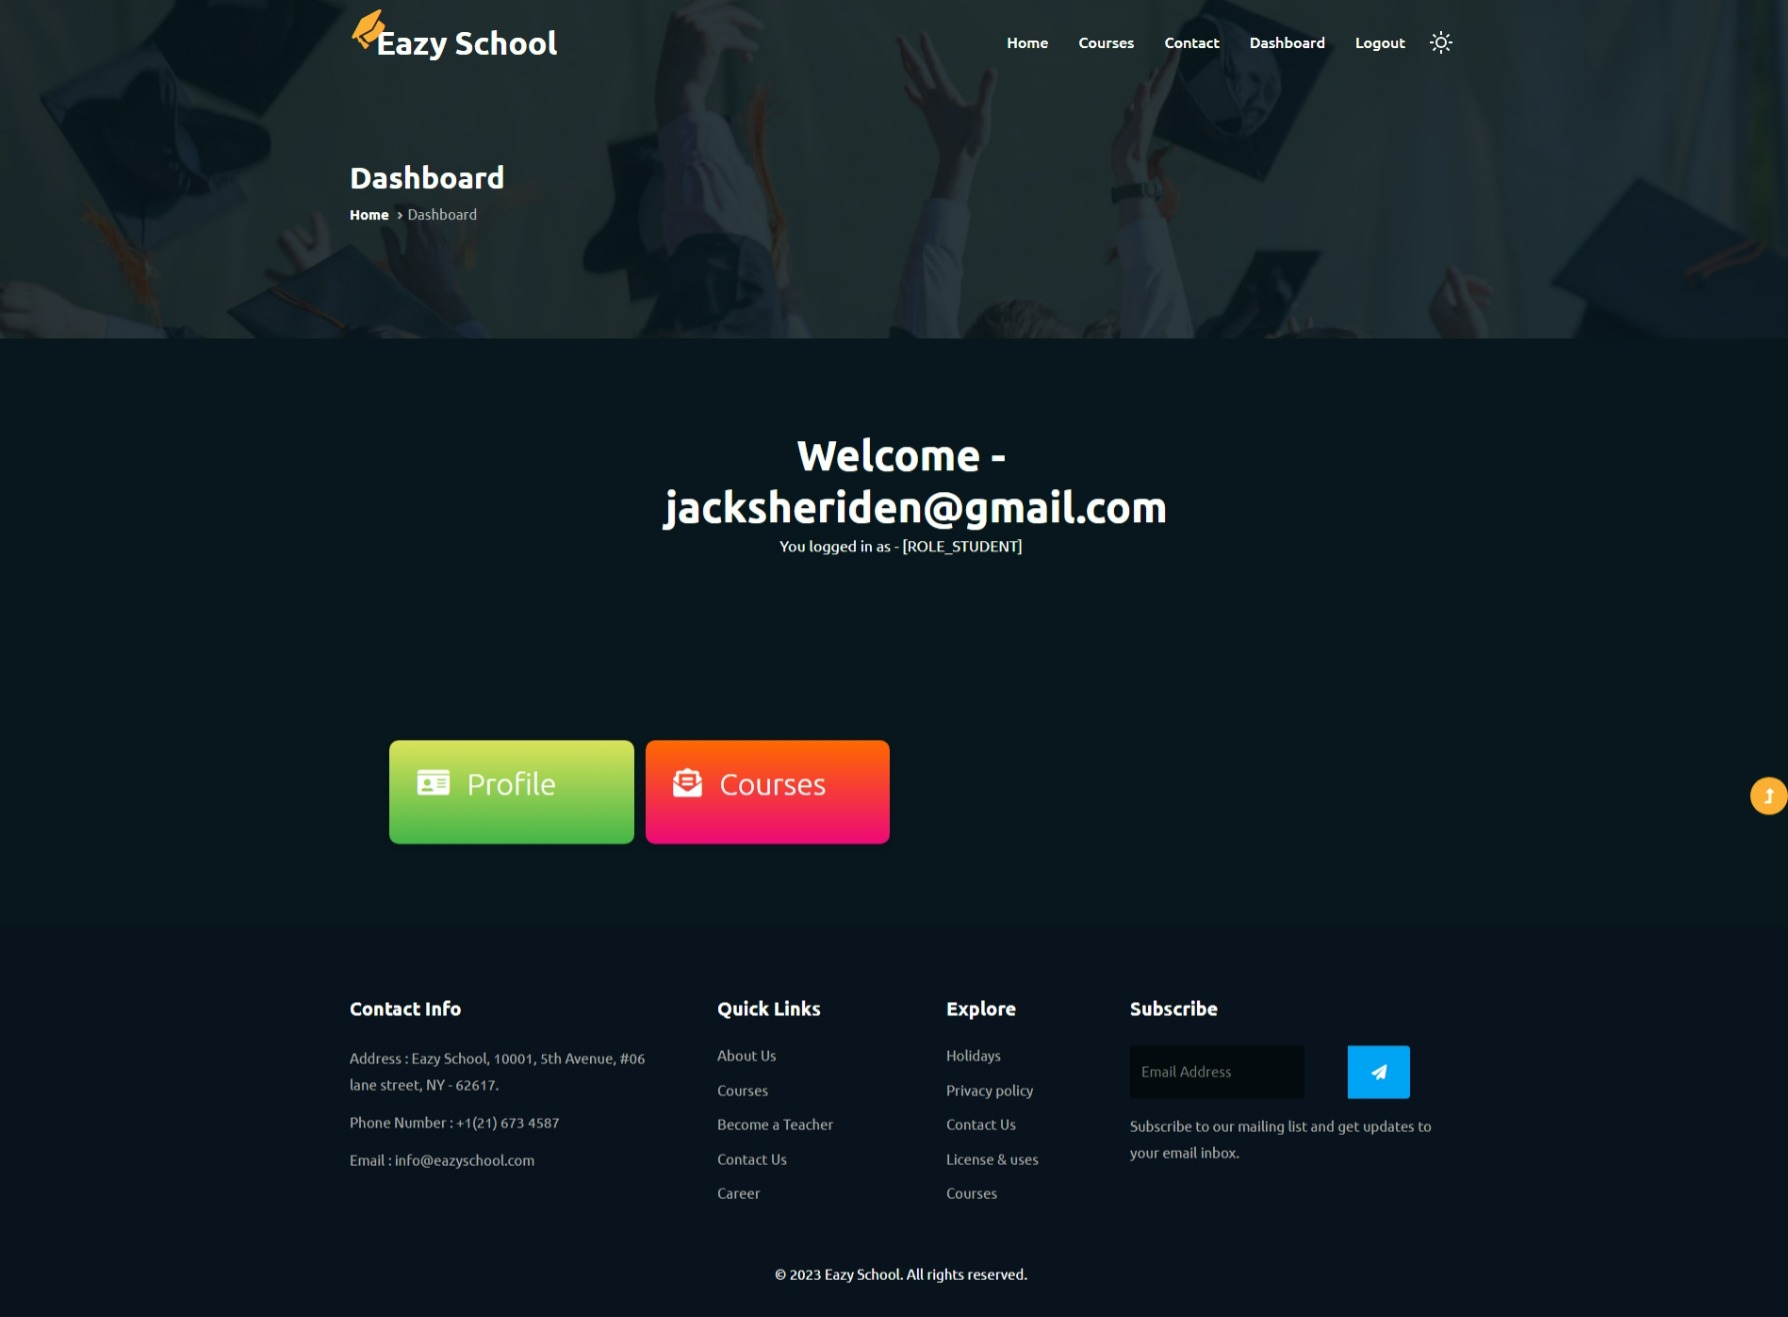 Eazy School
Home
Courses
Contact
Dashboard
Logout
Dashboard
Home > Dashboard
Welcome -
jacksheriden@gmail.com
You logged in as - [ROLE_STUDENT]
Profile
Courses
Contact Info
Address : Eazy School, 10001, 5th Avenue, #06
lane street, NY - 62617.
Phone Number : +1(21) 673 4587
Email : info@eazyschool.com
Quick Links
About Us
Courses
Become a Teacher
Contact Us
Career
Explore
Holidays
Privacy policy
Contact Us
License & uses
Courses
Subscribe
Email Address
Subscribe to our mailing list and get updates to
your email inbox.
© 2023 Eazy School. All rights reserved.